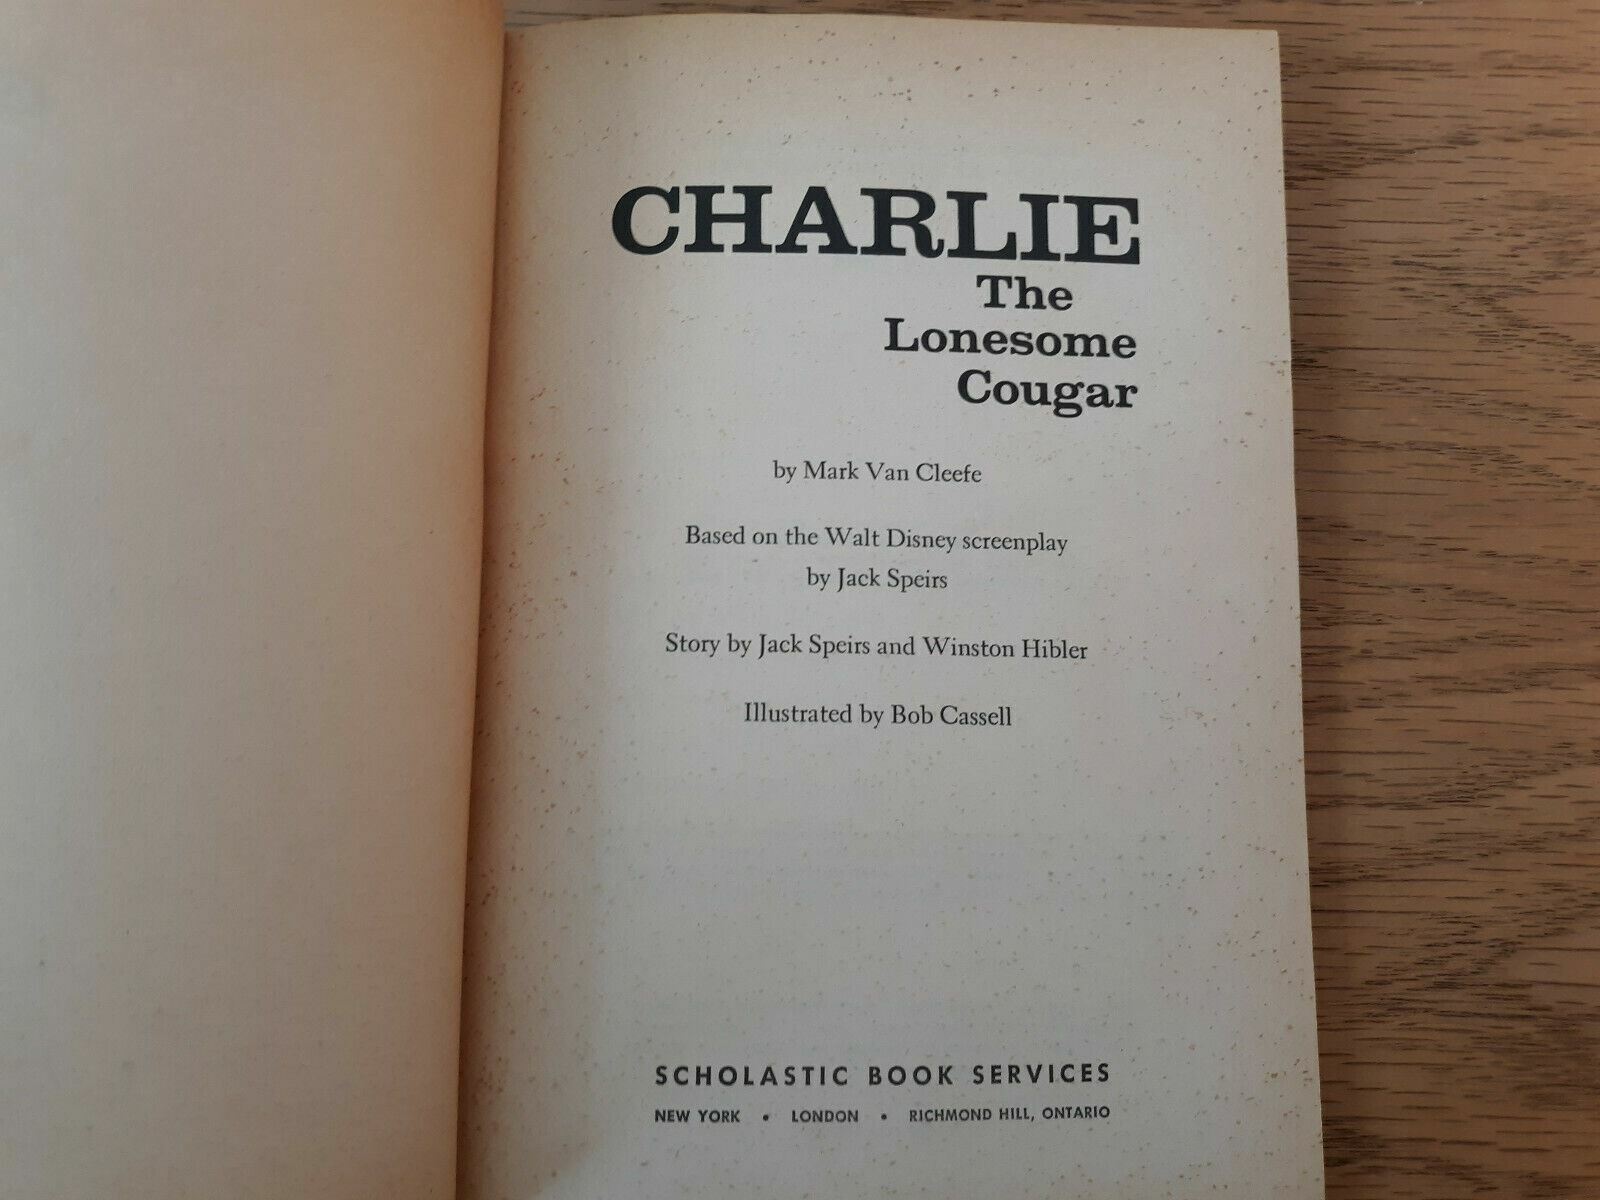 CHARLIE
The
Lonesome
Cougar
by Mark Van Cleefe
Based on the Walt Disney screenplay
by Jack Speirs
Story by Jack Speirs and Winston Hibler
Illustrated by Bob Cassell
SCHOLASTIC BOOK SERVICES
NEW YORK • LONDON • RICHMOND HILL, ONTARIO